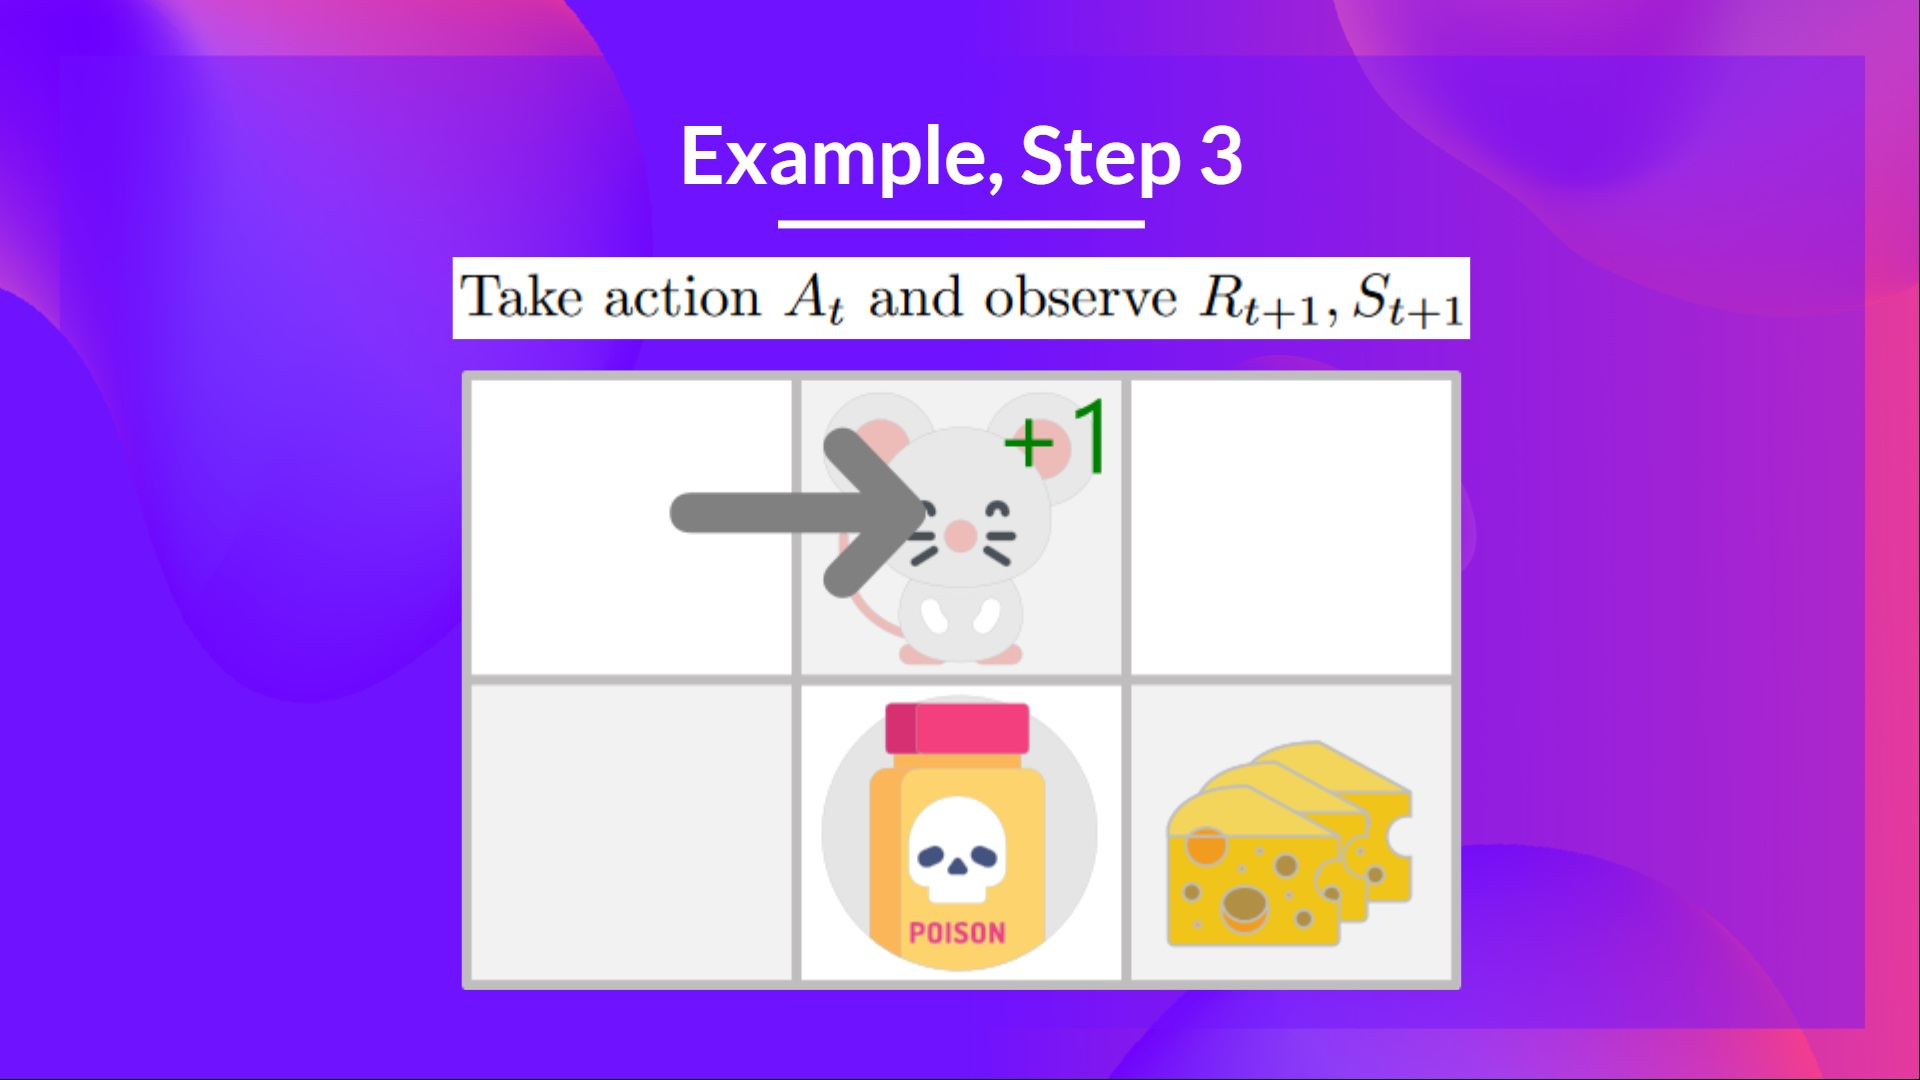 Example, Step 3
Take action $A_t$ and observe $R_{t+1}, S_{t+1}$
+1
POISON